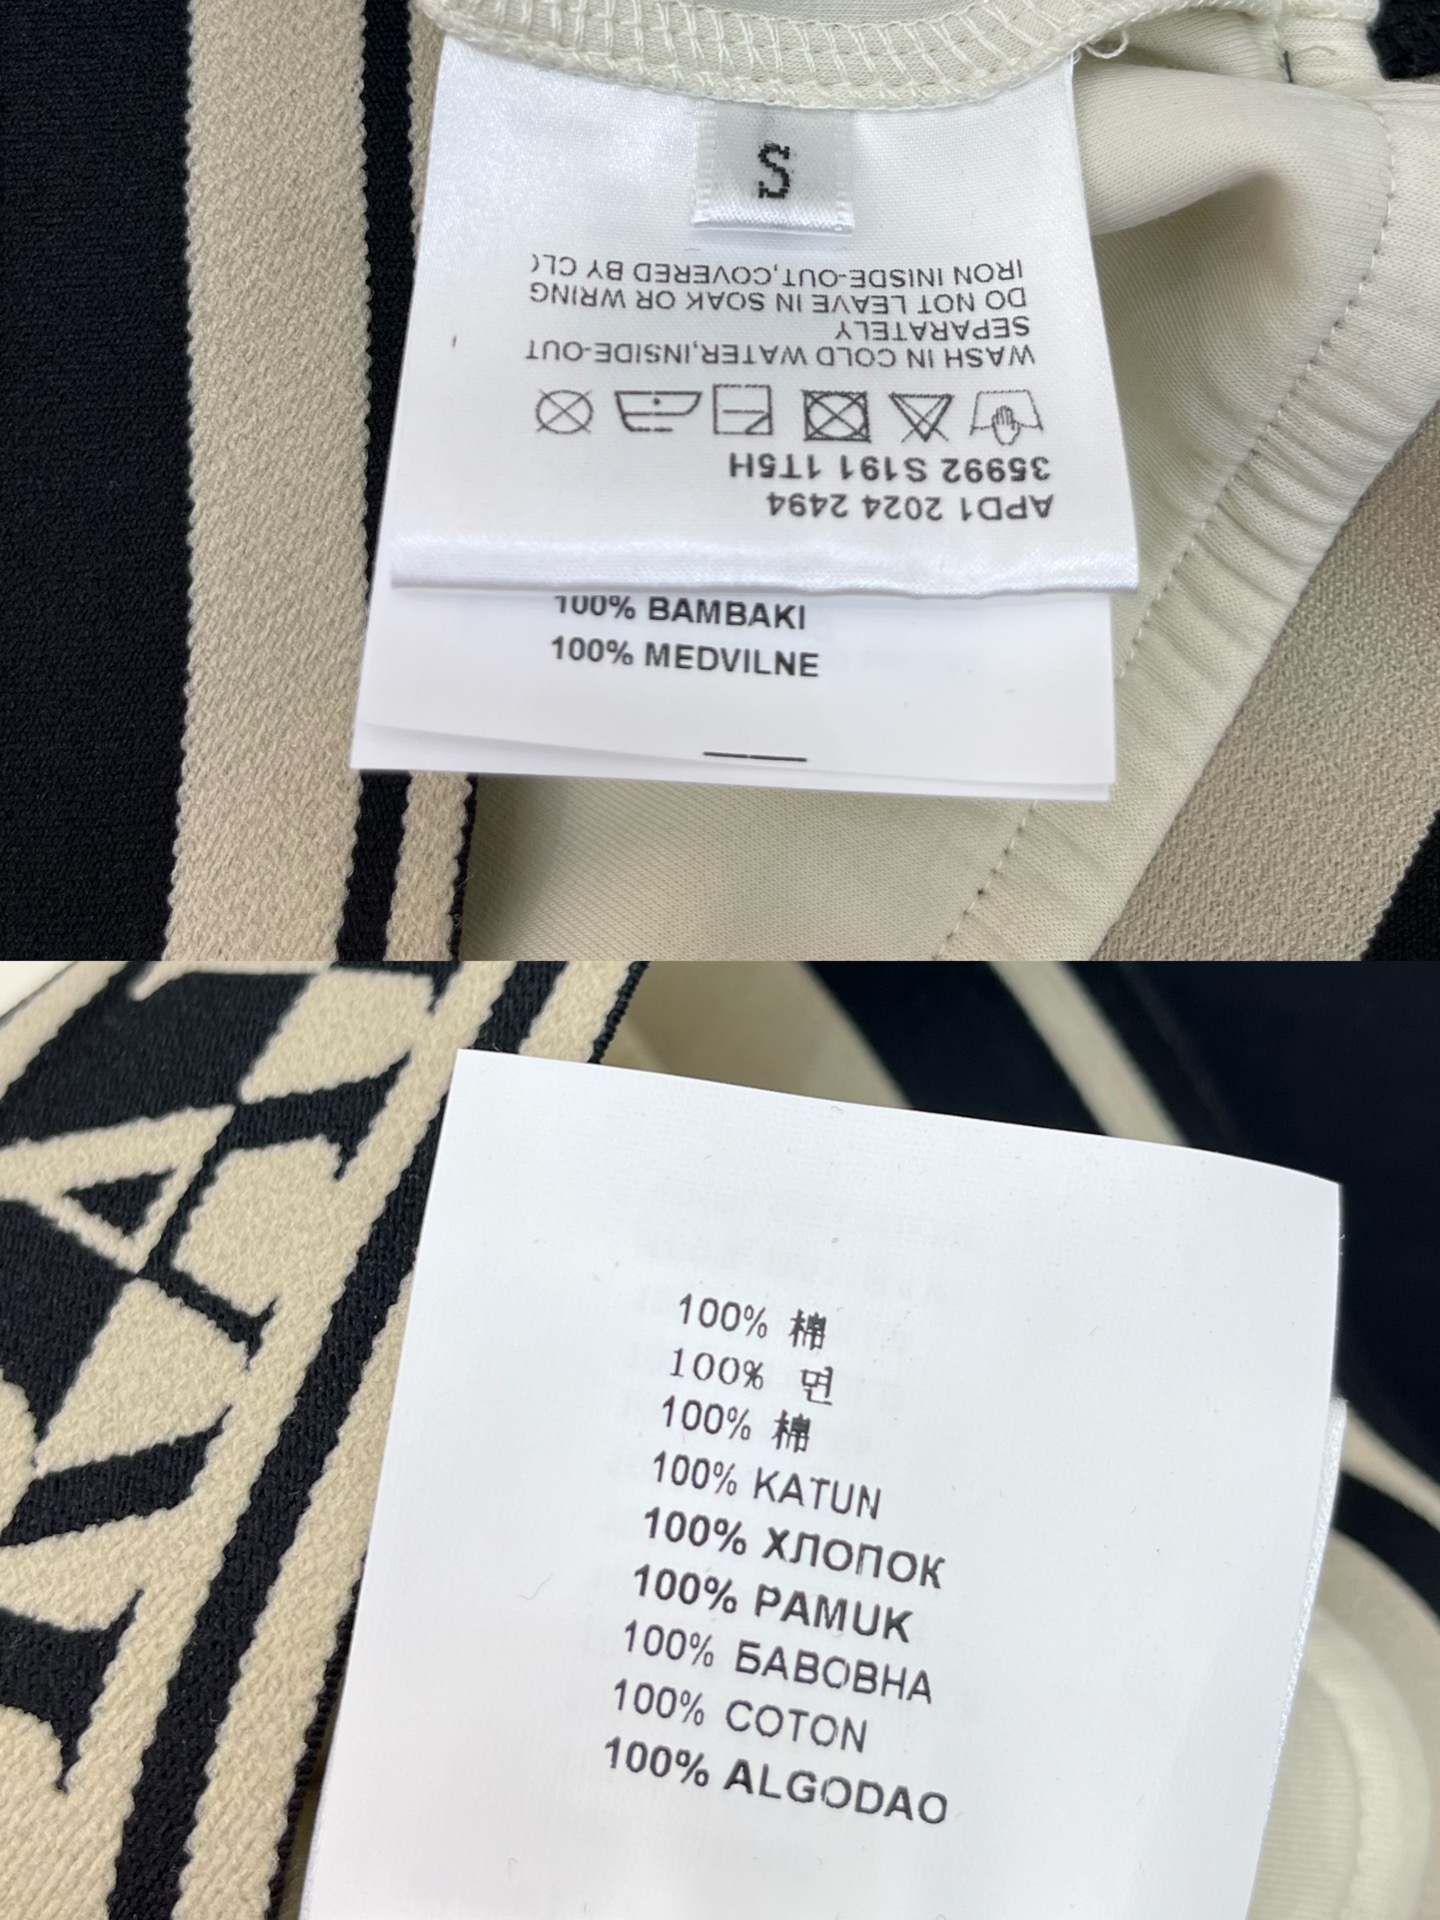 S
APD1 2024 2494
35992 S191 1T5H
WASH IN COLD WATER,INSIDE-OUT
SEPARATELY
DO NOT LEAVE IN SOAK OR WRING
IRON INISDE-OUT,COVERED BY
100% BAMBAKI
100% MEDVILNE
100% 棉
100% 면
100% 棉
100% KATUN
100% ХЛОПОК
100% PAMUK
100% БАВОВНА
100% COTON
100% ALGODAO